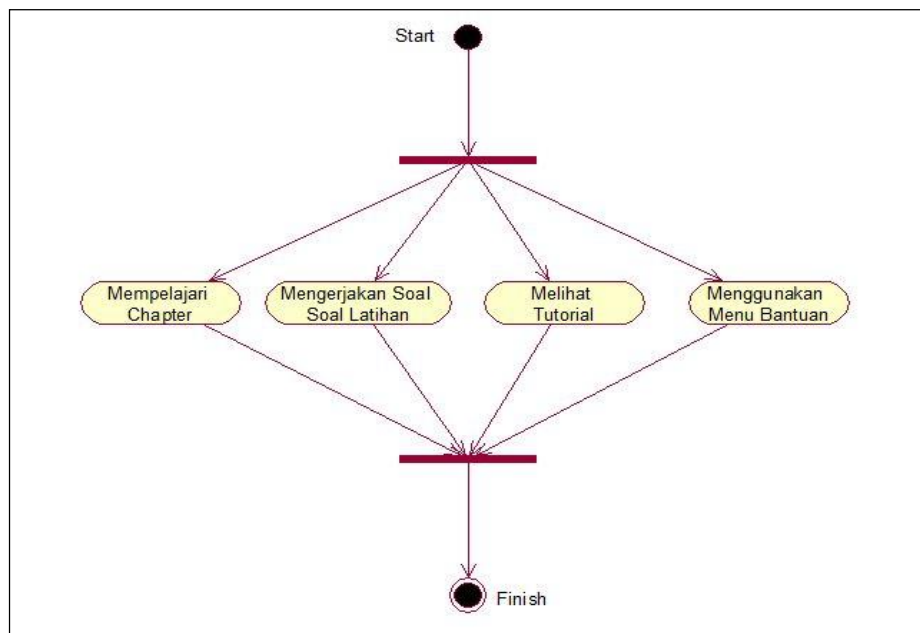 Start
Mempelajari
Chapter
Mengerjakan Soal
Soal Latihan
Melihat
Tutorial
Menggunakan
Menu Bantuan
Finish